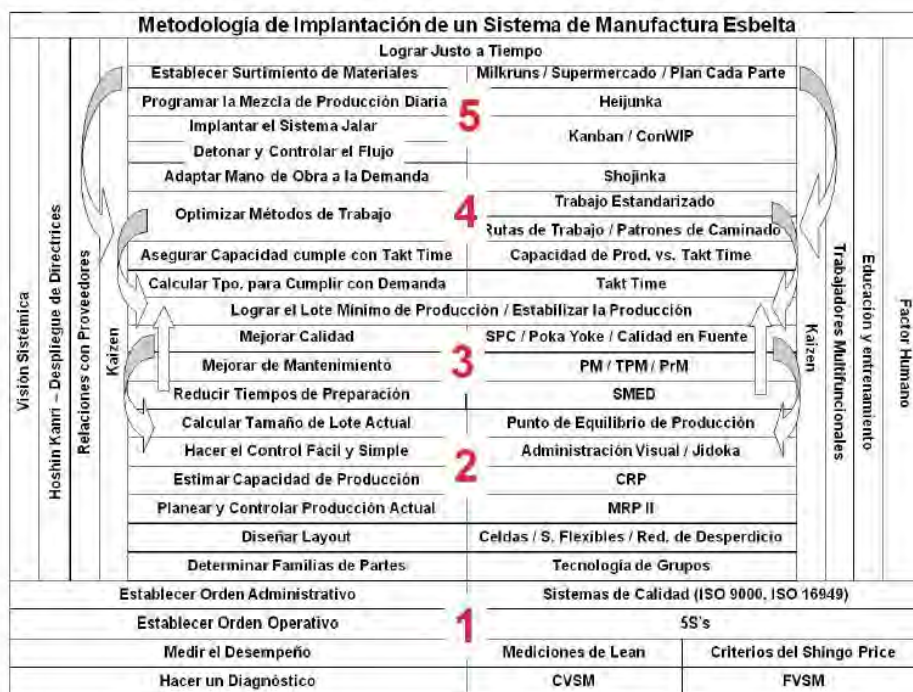 Metodología de Implantación de un Sistema de Manufactura Esbelta
Lograr Justo a Tiempo
Establecer Surtimiento de Materiales
Milkruns / Supermercado / Plan Cada Parte
Programar la Mezcla de Producción Diaria
Heijunka
5
Implantar el Sistema Jalar
Kanban / ConWIP
Detonar y Controlar el Flujo
Adaptar Mano de Obra a la Demanda
Shojinka
Optimizar Métodos de Trabajo
4
Trabajo Estandarizado
Rutas de Trabajo / Patrones de Caminado
Asegurar Capacidad cumple con Takt Time
Capacidad de Prod. vs. Takt Time
Calcular Tpo. para Cumplir con Demanda
Takt Time
Lograr el Lote Mínimo de Producción / Estabilizar la Producción
Mejorar Calidad
SPC / Poka Yoke / Calidad en Fuente
3
Mejorar de Mantenimiento
PM / TPM / PrM
Reducir Tiempos de Preparación
SMED
Calcular Tamaño de Lote Actual
Punto de Equilibrio de Producción
Hacer el Control Fácil y Simple
Administración Visual / Jidoka
2
Estimar Capacidad de Producción
CRP
Planear y Controlar Producción Actual
MRP II
Diseñar Layout
Celdas / S. Flexibles / Red. de Desperdicio
Determinar Familias de Partes
Tecnología de Grupos
Establecer Orden Administrativo
Sistemas de Calidad (ISO 9000, ISO 16949)
1
Establecer Orden Operativo
5S's
Medir el Desempeño
Mediciones de Lean
Criterios del Shingo Price
Hacer un Diagnóstico
CVSM
FVSM
Visión Sistémica
Hoshin Kanri – Despliegue de Directrices
Relaciones con Proveedores
Kaizen
Kaizen
Trabajadores Multifuncionales
Educación y entrenamiento
Factor Humano